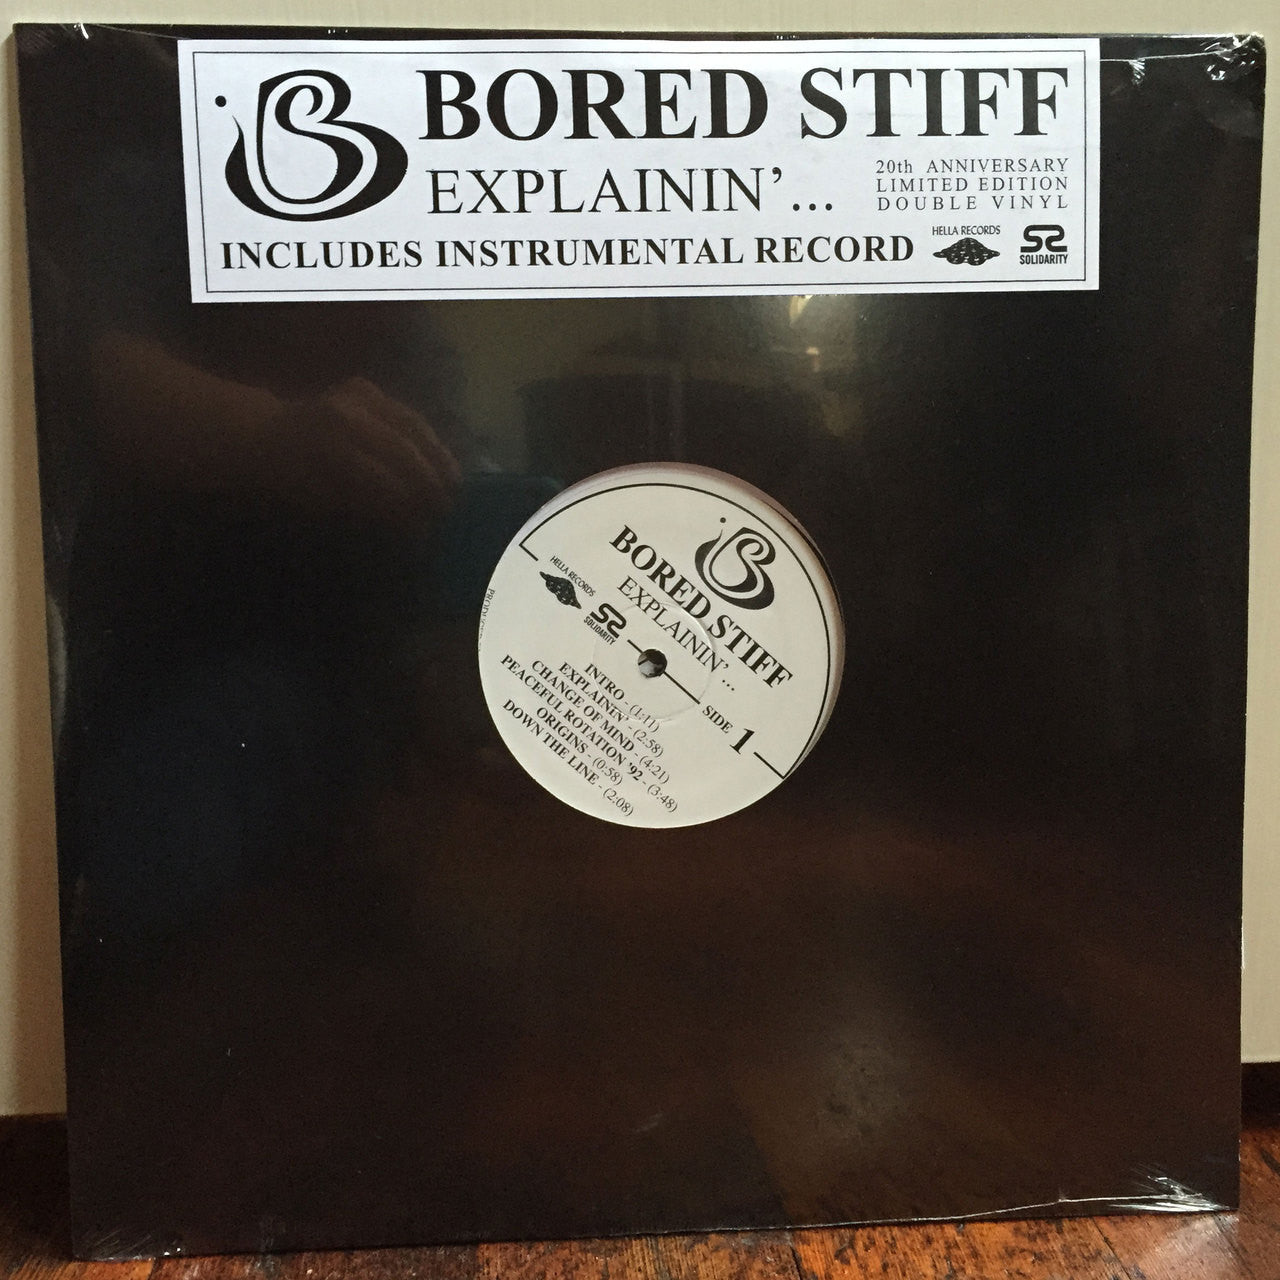 BORED STIFF
EXPLAININ'...
20th ANNIVERSARY
LIMITED EDITION
DOUBLE VINYL
INCLUDES INSTRUMENTAL RECORD
HELLA RECORDS
SOLIDARITY
BORED STIFF
EXPLAININ'...
HELLA RECORDS
SOLIDARITY
SIDE 1
INTRO - (1:11)
EXPLAININ' - (2:58)
CHANGE OF MIND - (4:21)
PEACEFUL ROTATION '92 - (3:48)
ORIGINS - (0:58)
DOWN THE LINE - (2:08)